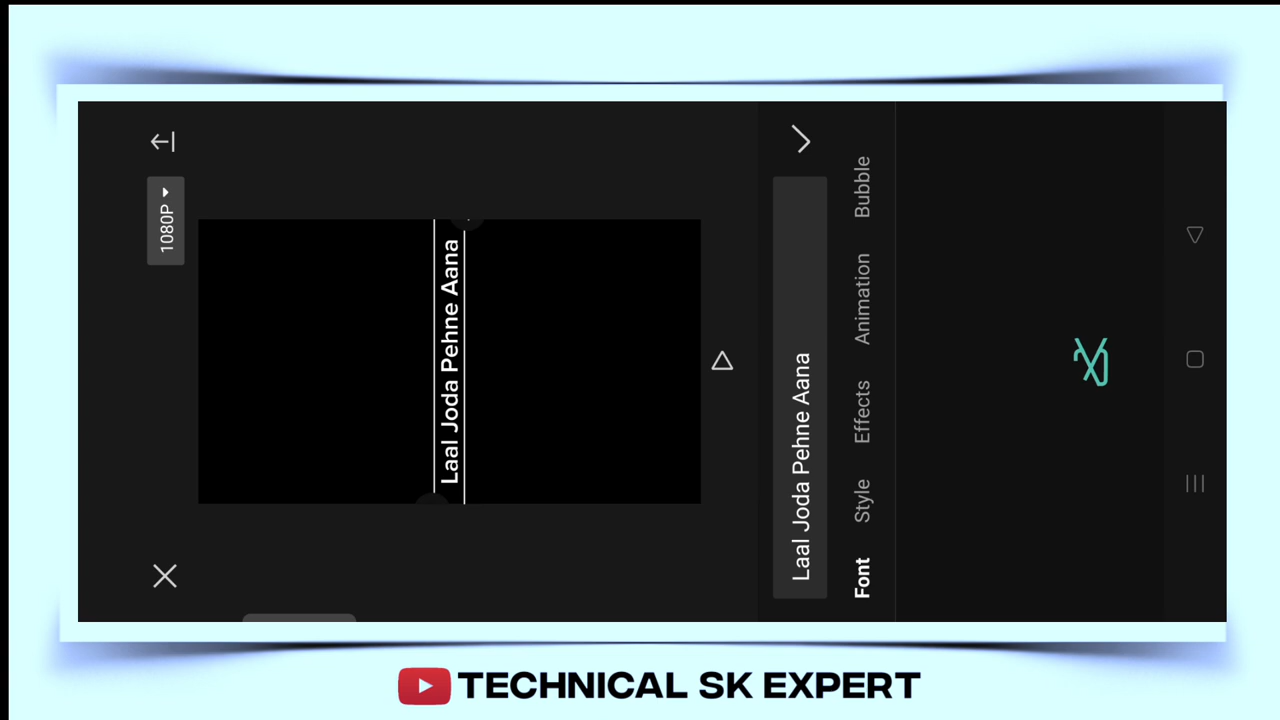 1080P
Laal Joda Pehne Aana
Laal Joda Pehne Aana
Font Style Effects Animation Bubble
TECHNICAL SK EXPERT